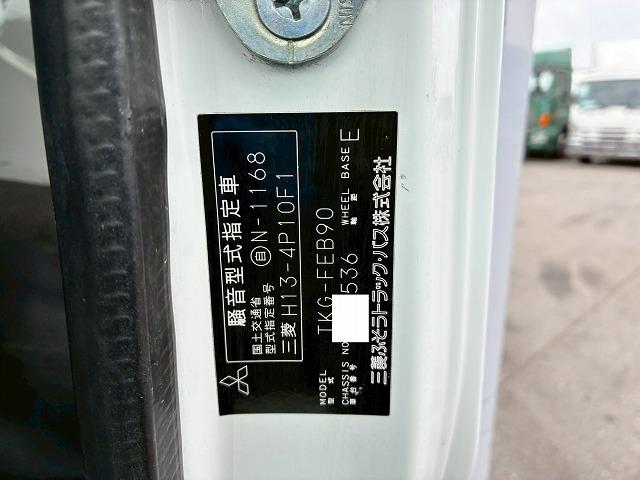 騒音型式指定車
国土交通省
型式指定番号
自N-1168
三菱 H13-4P10F1
MODEL
型式
TKG-FEB90
CHASSIS NO.
車台番号
536
WHEEL BASE
軸距
E
三菱ふそうトラック・バス株式会社